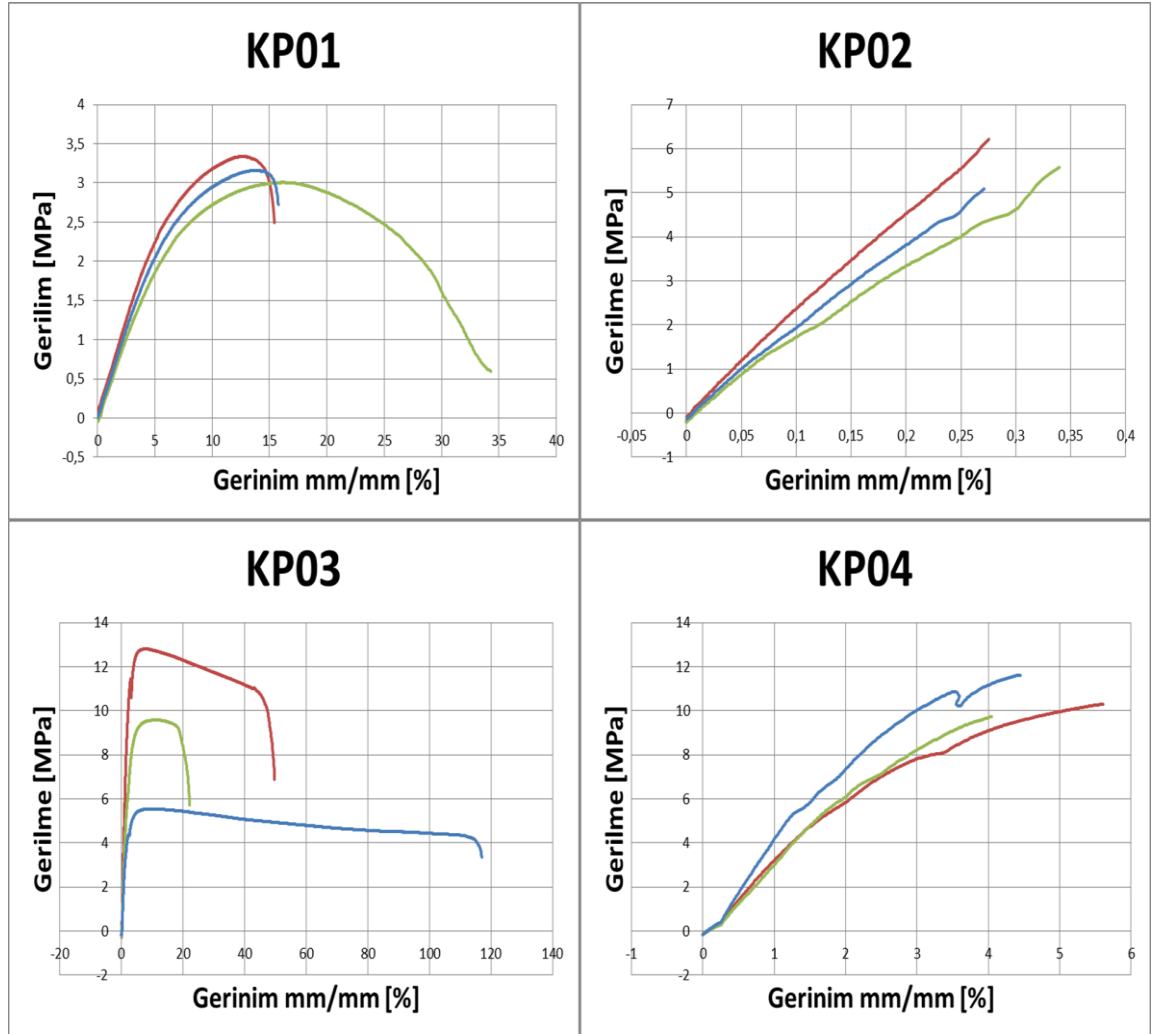 KP01
4
3,5
3
2,5
2
1,5
1
0,5
0
-0,5
0 5 10 15 20 25 30 35 40
Gerilim [MPa]
Gerinim mm/mm [%]
KP02
7
6
5
4
3
2
1
0
-1
-0,05 0 0,05 0,1 0,15 0,2 0,25 0,3 0,35 0,4
Gerilme [MPa]
Gerinim mm/mm [%]
KP03
14
12
10
8
6
4
2
0
-2
-20 0 20 40 60 80 100 120 140
Gerilme [MPa]
Gerinim mm/mm [%]
KP04
14
12
10
8
6
4
2
0
-2
-1 0 1 2 3 4 5 6
Gerilme [MPa]
Gerinim mm/mm [%]